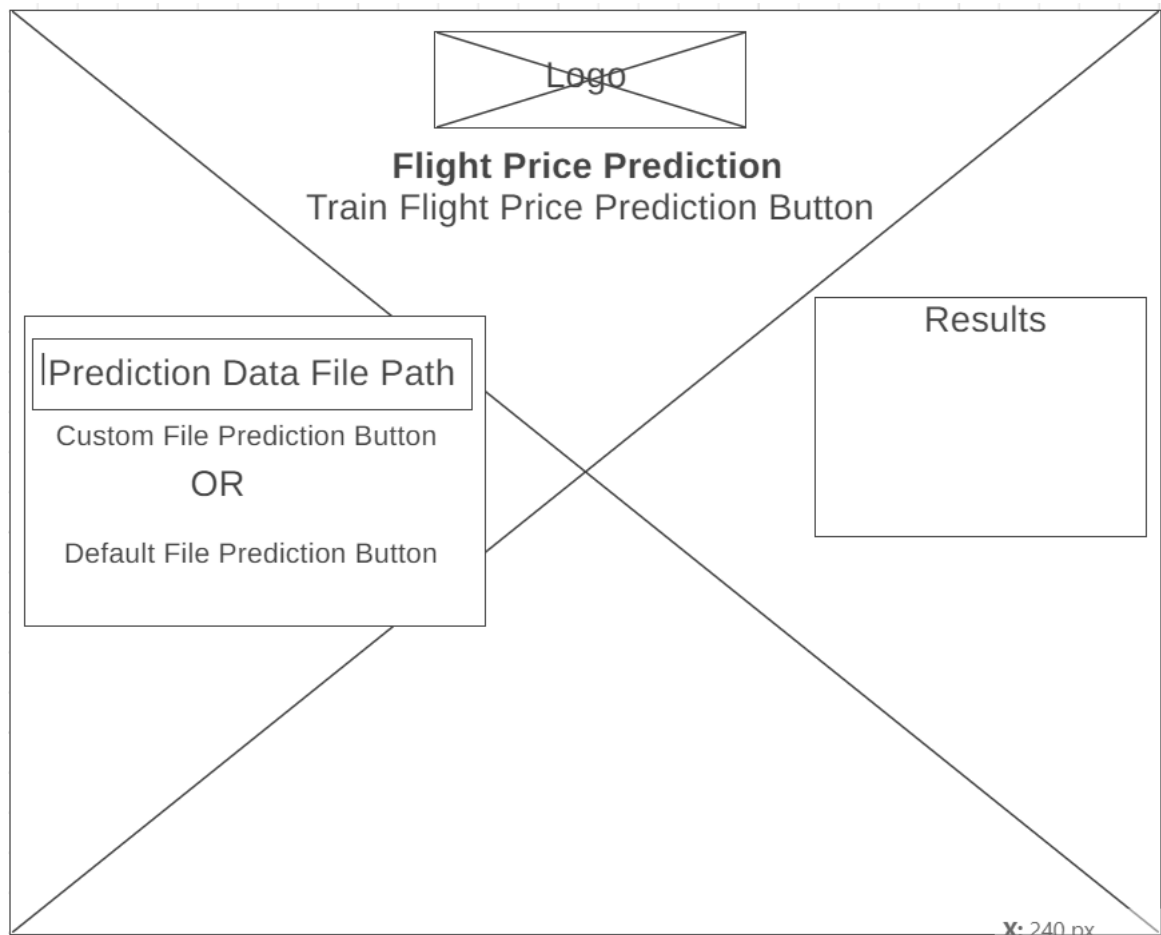 Logo
Flight Price Prediction
Train Flight Price Prediction Button
Results
Prediction Data File Path
Custom File Prediction Button
OR
Default File Prediction Button
X: 240 px